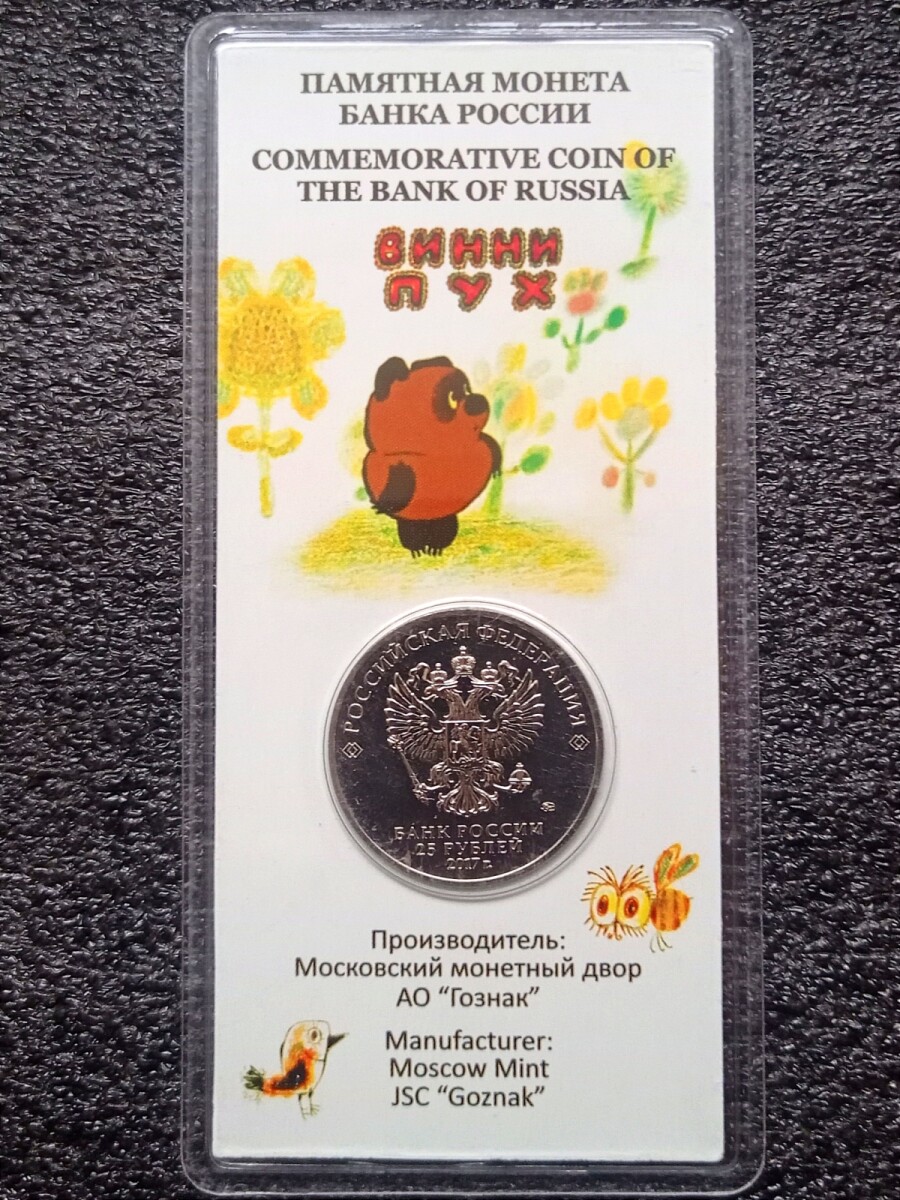 ПАМЯТНАЯ МОНЕТА
БАНКА РОССИИ
COMMEMORATIVE COIN OF
THE BANK OF RUSSIA
ВИННИ
ПУХ
РОССИЙСКАЯ ФЕДЕРАЦИЯ
БАНК РОССИИ
25 РУБЛЕЙ
2017 г.
Производитель:
Московский монетный двор
АО “Гознак”
Manufacturer:
Moscow Mint
JSC “Goznak”